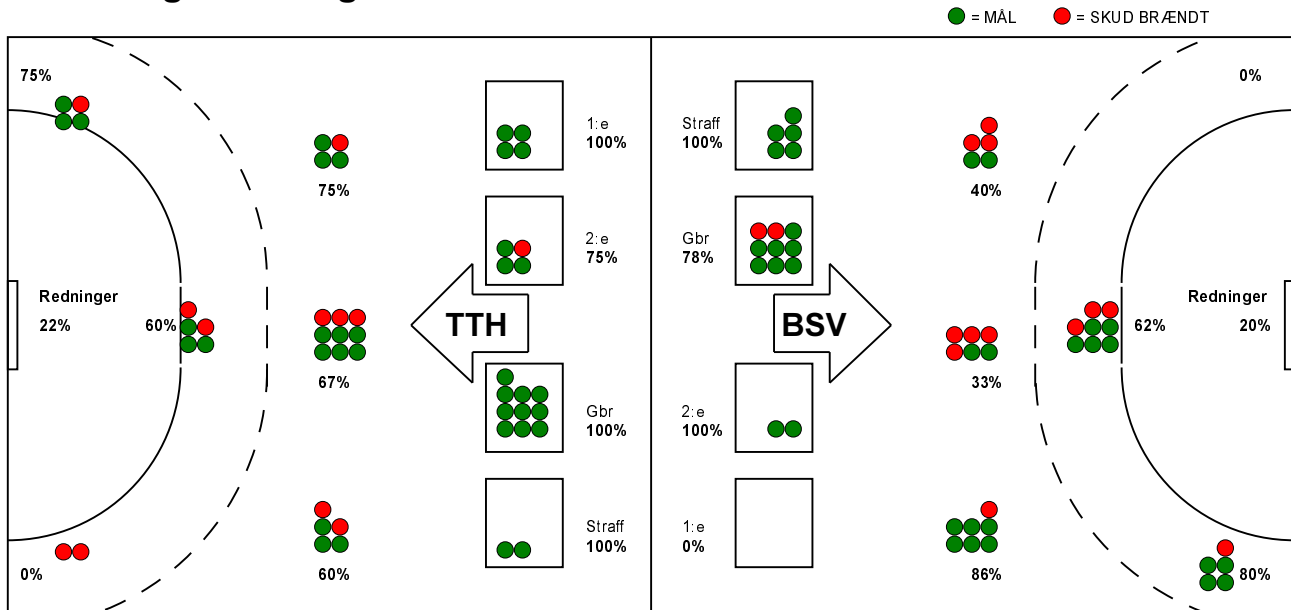 = MÅL = SKUD BRÆNDT
75%
0%
1:e
100%
Straff
100%
75%
40%
2:e
75%
Gbr
78%
Redninger
22%
60%
TTH
BSV
62%
Redninger
20%
67%
33%
Gbr
100%
2:e
100%
Straff
100%
1:e
0%
0%
60%
86%
80%